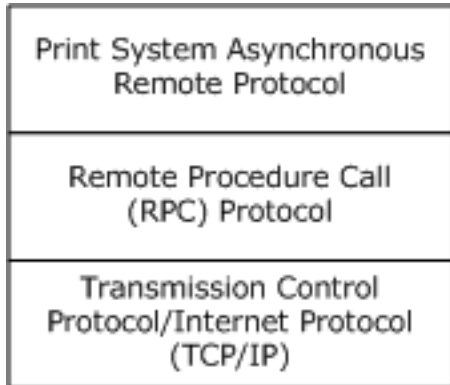 Print System Asynchronous
Remote Protocol
Remote Procedure Call
(RPC) Protocol
Transmission Control
Protocol/Internet Protocol
(TCP/IP)